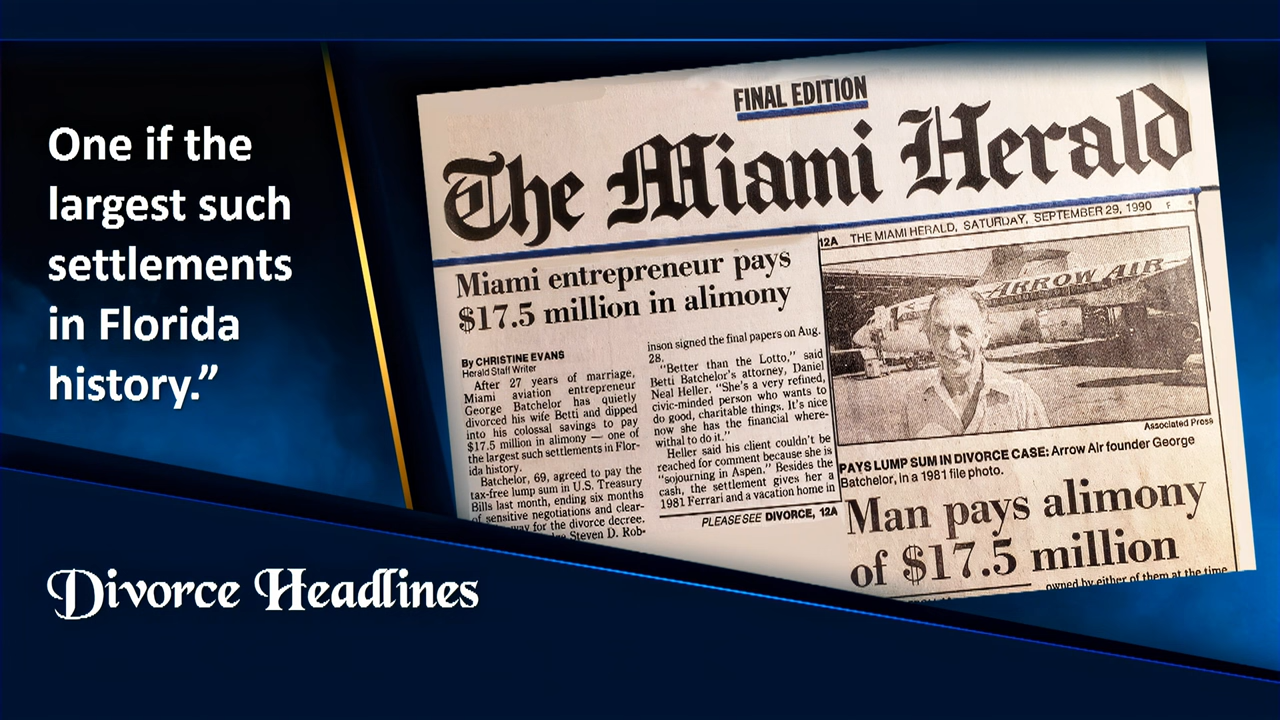 One if the
largest such
settlements
in Florida
history.”
Divorce Headlines
FINAL EDITION
The Miami Herald
12A THE MIAMI HERALD, SATURDAY, SEPTEMBER 29, 1990 F
Miami entrepreneur pays
$17.5 million in alimony
By CHRISTINE EVANS
Herald Staff Writer
After 27 years of marriage,
Miami aviation entrepreneur
George Batchelor has quietly
divorced his wife Betti and dipped
into his colossal savings to pay
$17.5 million in alimony — one of
the largest such settlements in Flor-
ida history.
Batchelor, 69, agreed to pay the
tax-free lump sum in U.S. Treasury
Bills last month, ending six months
of sensitive negotiations and clear-
way for the divorce decree.
Steven D. Rob-
inson signed the final papers on Aug.
28.
“Better than the Lotto,” said
Betti Batchelor's attorney, Daniel
Neal Heller. “She's a very refined,
civic-minded person who wants to
do good, charitable things. It's nice
now she has the financial where-
withal to do it.”
Heller said his client couldn't be
reached for comment because she is
“sojourning in Aspen.” Besides the
cash, the settlement gives her a
1981 Ferrari and a vacation home in
PLEASE SEE DIVORCE, 12A
ARROW AIR
Associated Press
PAYS LUMP SUM IN DIVORCE CASE: Arrow Air founder George
Batchelor, in a 1981 file photo.
Man pays alimony
of $17.5 million
owned by either of them at the time